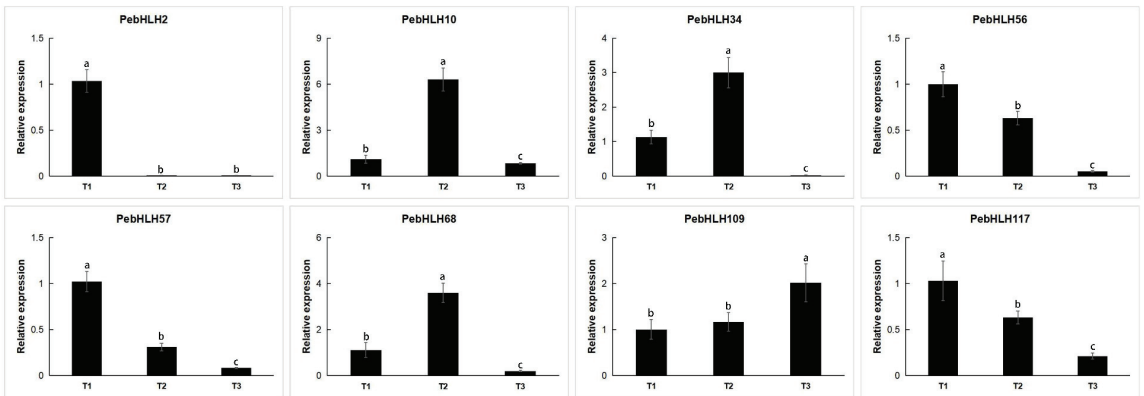 PebHLH2
Relative expression
1.5
1
0.5
0
a
b
b
T1 T2 T3
PebHLH10
Relative expression
9
6
3
0
b
a
c
T1 T2 T3
PebHLH34
Relative expression
4
3
2
1
0
b
a
c
T1 T2 T3
PebHLH56
Relative expression
1.5
1
0.5
0
a
b
c
T1 T2 T3
PebHLH57
Relative expression
1.5
1
0.5
0
a
b
c
T1 T2 T3
PebHLH68
Relative expression
6
4
2
0
b
a
c
T1 T2 T3
PebHLH109
Relative expression
3
2
1
0
b
b
a
T1 T2 T3
PebHLH117
Relative expression
1.5
1
0.5
0
a
b
c
T1 T2 T3